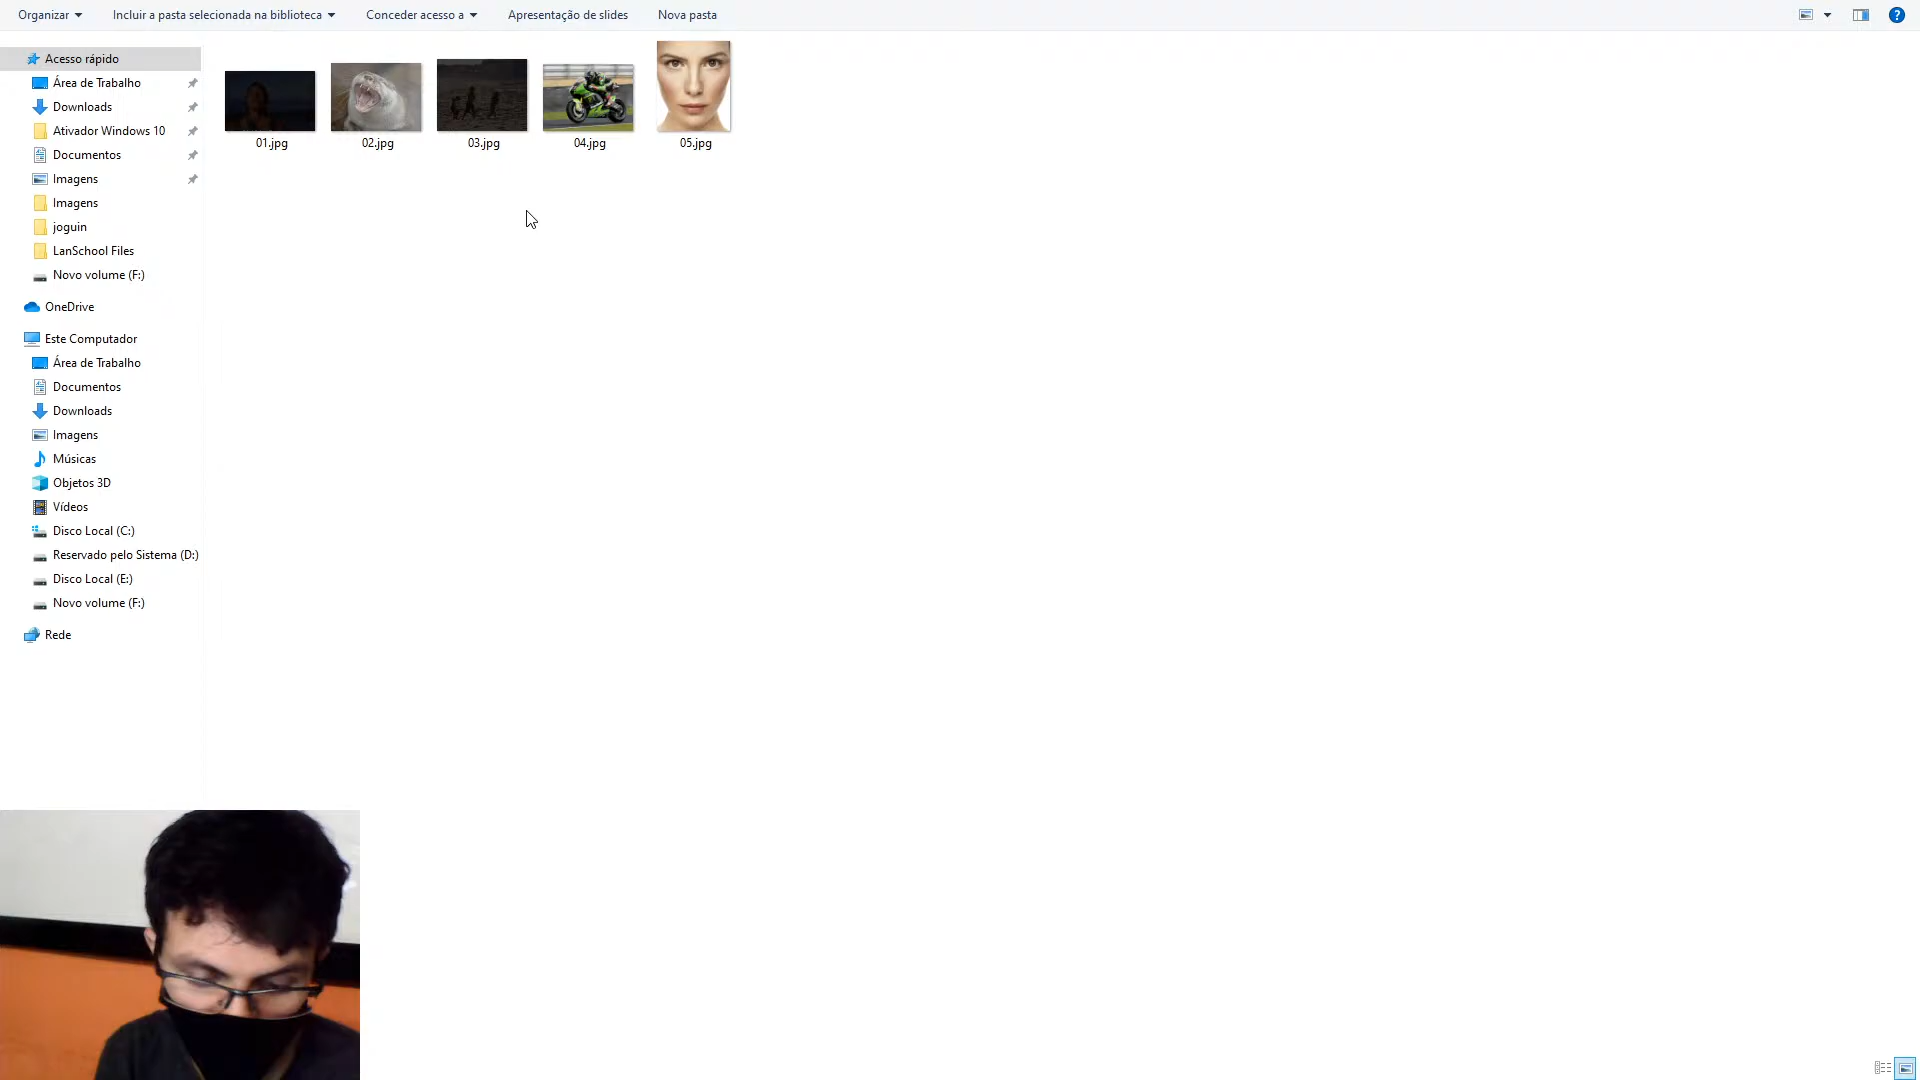 Organizar
Incluir a pasta selecionada na biblioteca
Conceder acesso a
Apresentação de slides
Nova pasta
?
Acesso rápido
Área de Trabalho
Downloads
Ativador Windows 10
Documentos
Imagens
Imagens
joguin
LanSchool Files
Novo volume (F:)
OneDrive
Este Computador
Área de Trabalho
Documentos
Downloads
Imagens
Músicas
Objetos 3D
Vídeos
Disco Local (C:)
Reservado pelo Sistema (D:)
Disco Local (E:)
Novo volume (F:)
Rede
01.jpg
02.jpg
03.jpg
04.jpg
05.jpg